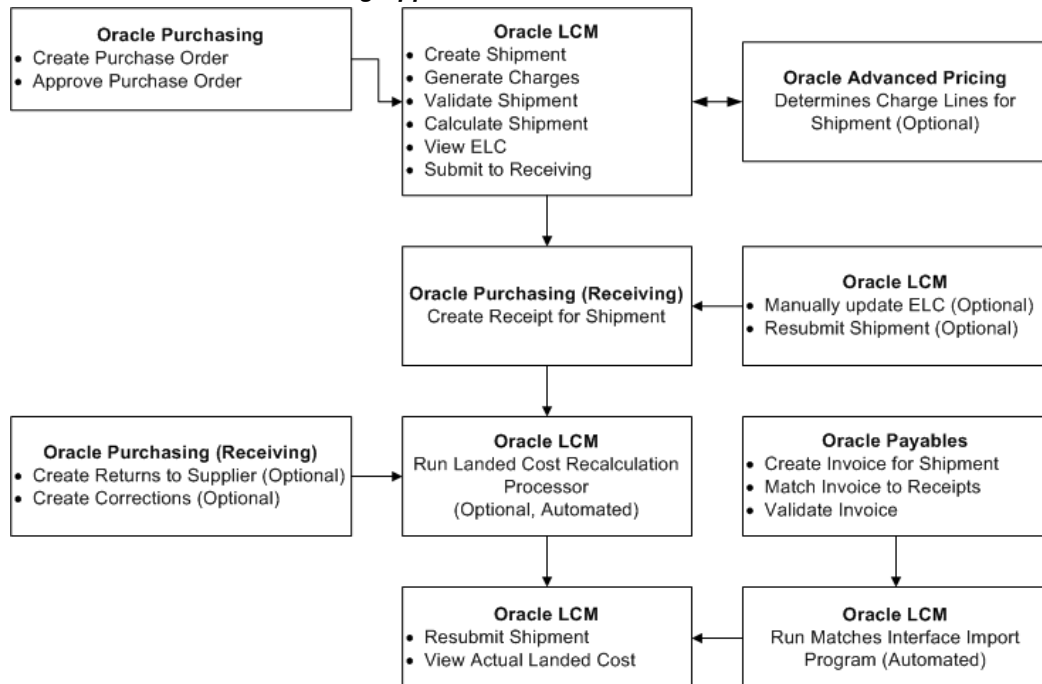 Oracle Purchasing
• Create Purchase Order
• Approve Purchase Order
Oracle LCM
• Create Shipment
• Generate Charges
• Validate Shipment
• Calculate Shipment
• View ELC
• Submit to Receiving
Oracle Advanced Pricing
Determines Charge Lines for
Shipment (Optional)
Oracle Purchasing (Receiving)
Create Receipt for Shipment
Oracle LCM
• Manually update ELC (Optional)
• Resubmit Shipment (Optional)
Oracle Purchasing (Receiving)
• Create Returns to Supplier (Optional)
• Create Corrections (Optional)
Oracle LCM
Run Landed Cost Recalculation
Processor
(Optional, Automated)
Oracle Payables
• Create Invoice for Shipment
• Match Invoice to Receipts
• Validate Invoice
Oracle LCM
• Resubmit Shipment
• View Actual Landed Cost
Oracle LCM
Run Matches Interface Import
Program (Automated)